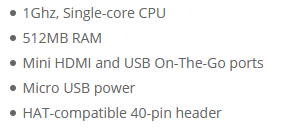 1Ghz, Single-core CPU
512MB RAM
Mini HDMI and USB On-The-Go ports
Micro USB power
HAT-compatible 40-pin header